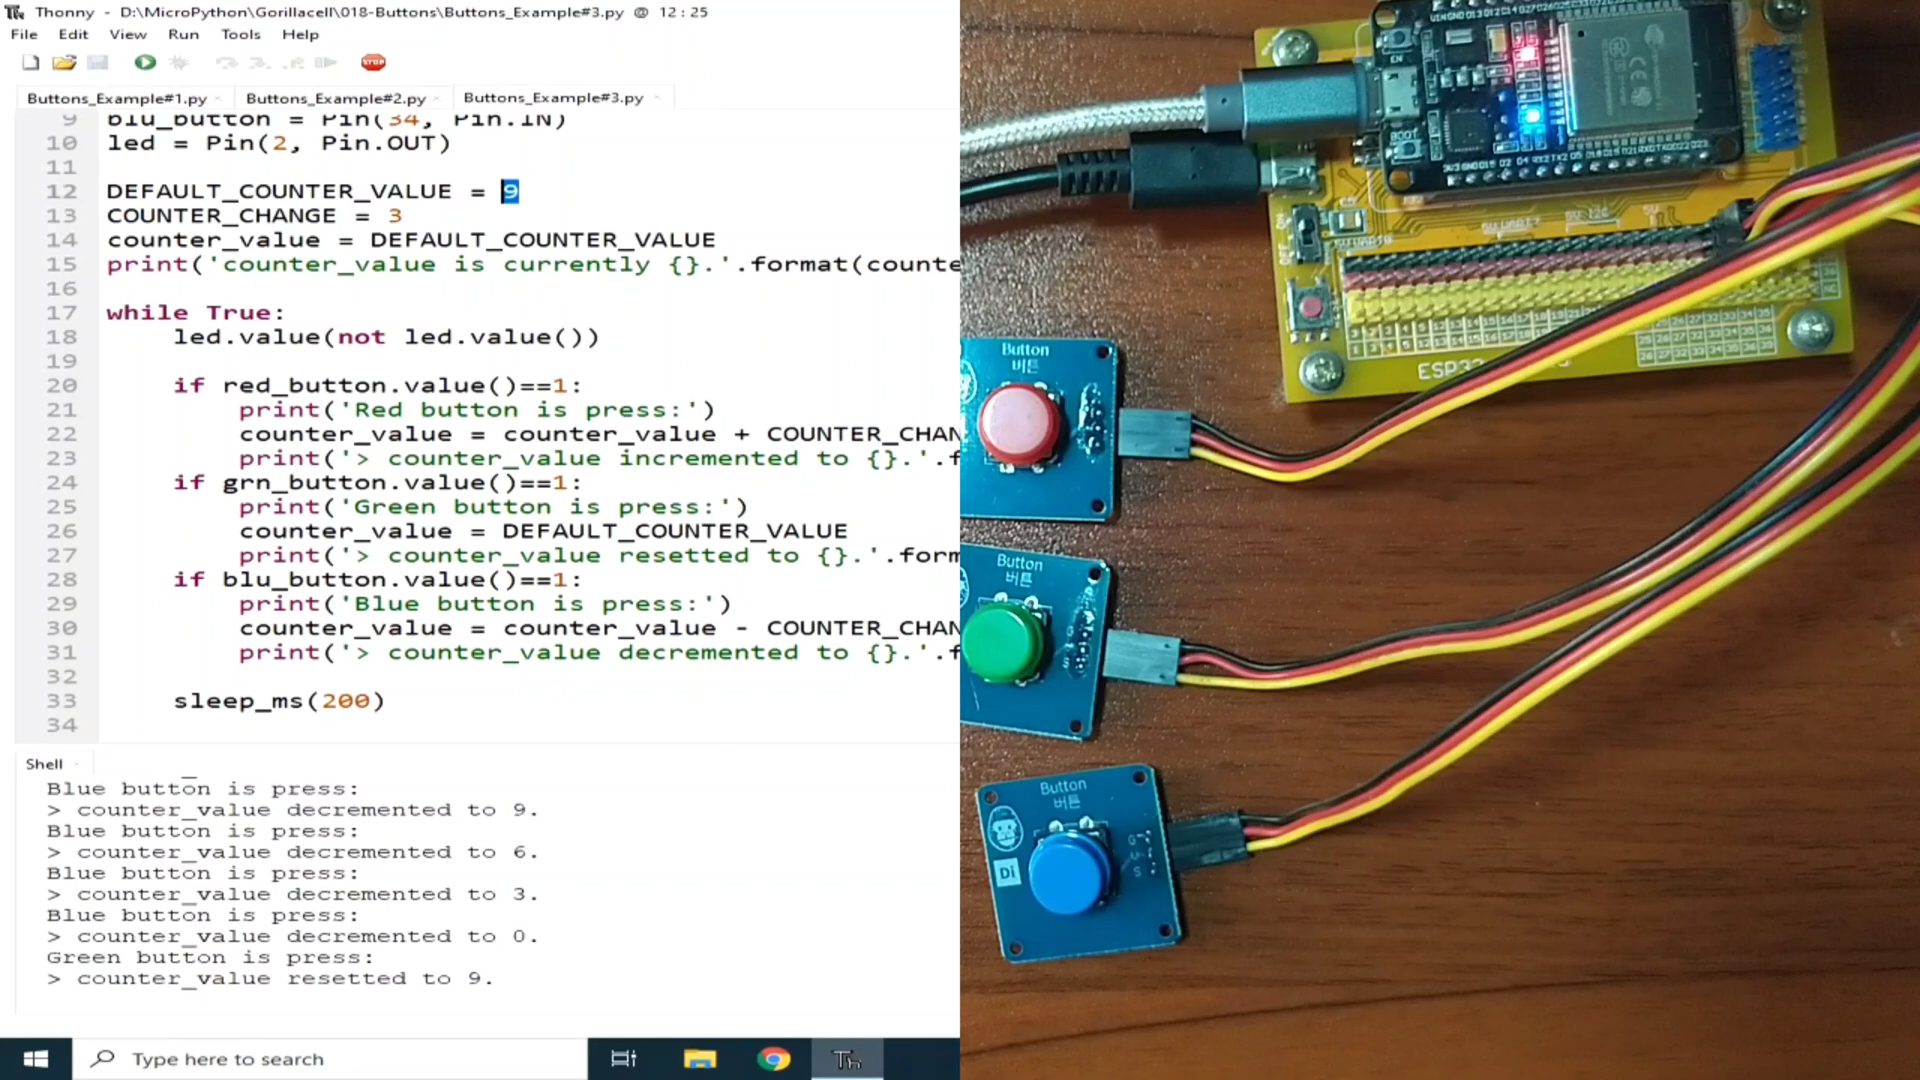 Thonny - D:\MicroPython\Gorillacell\018-Buttons\Buttons_Example#3.py @ 12:25
File Edit View Run Tools Help
STOP
Buttons_Example#1.py Buttons_Example#2.py Buttons_Example#3.py
9 blu_button = Pin(34, Pin.IN)
10 led = Pin(2, Pin.OUT)
11
12 DEFAULT_COUNTER_VALUE = 9
13 COUNTER_CHANGE = 3
14 counter_value = DEFAULT_COUNTER_VALUE
15 print('counter_value is currently {}.'.format(counte
16
17 while True:
18 led.value(not led.value())
19
20 if red_button.value()==1:
21 print('Red button is press:')
22 counter_value = counter_value + COUNTER_CHAN
23 print('> counter_value incremented to {}.'.f
24 if grn_button.value()==1:
25 print('Green button is press:')
26 counter_value = DEFAULT_COUNTER_VALUE
27 print('> counter_value resetted to {}.'.form
28 if blu_button.value()==1:
29 print('Blue button is press:')
30 counter_value = counter_value - COUNTER_CHAN
31 print('> counter_value decremented to {}.'.f
32
33 sleep_ms(200)
34
Shell
Blue button is press:
> counter_value decremented to 9.
Blue button is press:
> counter_value decremented to 6.
Blue button is press:
> counter_value decremented to 3.
Blue button is press:
> counter_value decremented to 0.
Green button is press:
> counter_value resetted to 9.
Type here to search
EN
BOOT
CE
OFF
ESP32
Button
버튼
Button
버튼
Button
버튼
Di